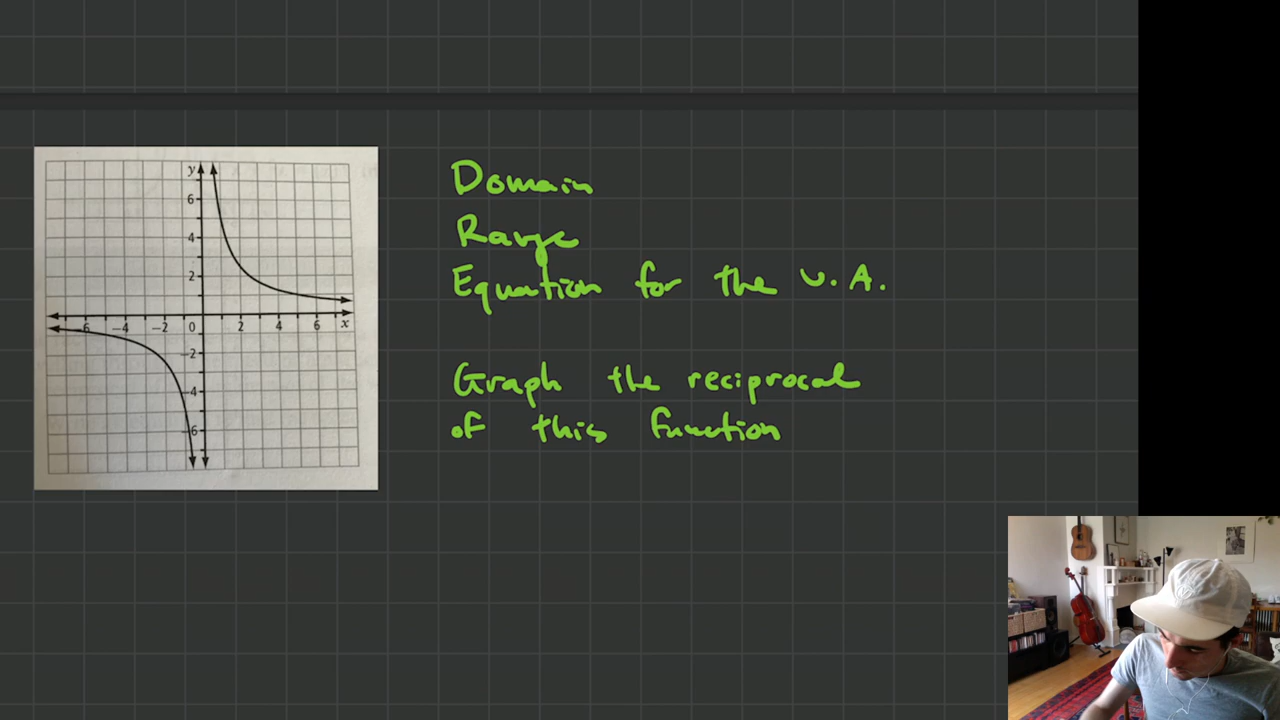 Domain
Range
Equation for the V.A.
Graph the reciprocal
of this function
y
6
4
2
-6 -4 -2 0 2 4 6 x
-2
-4
-6